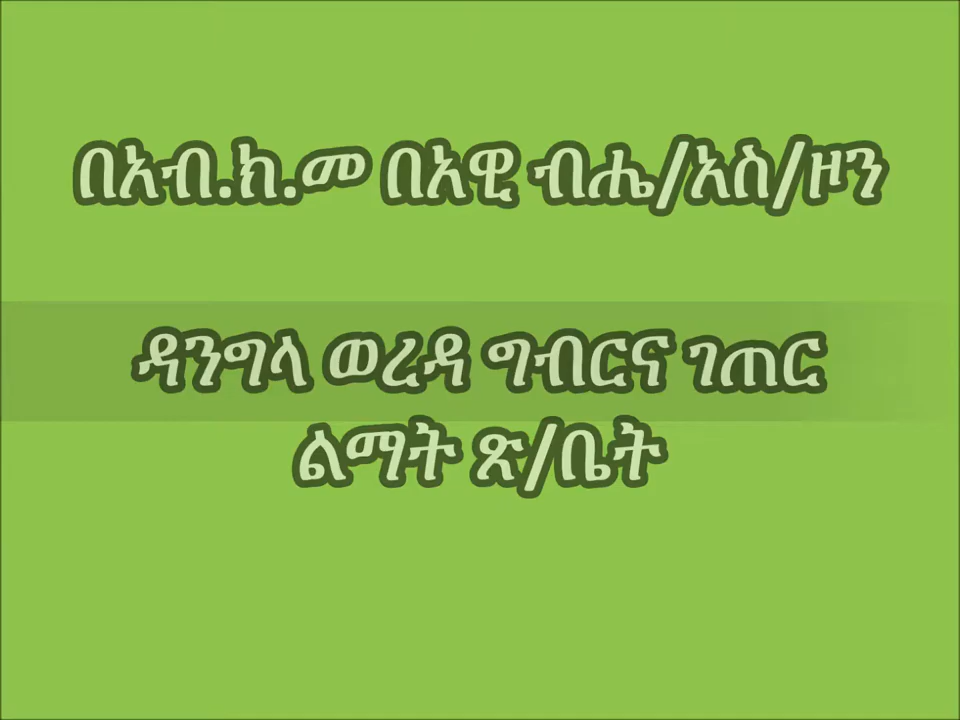 በአብ.ክ.መ በአዊ ብሔ/አስ/ዞን
ዳንግላ ወረዳ ግብርና ገጠር
ልማት ጽ/ቤት